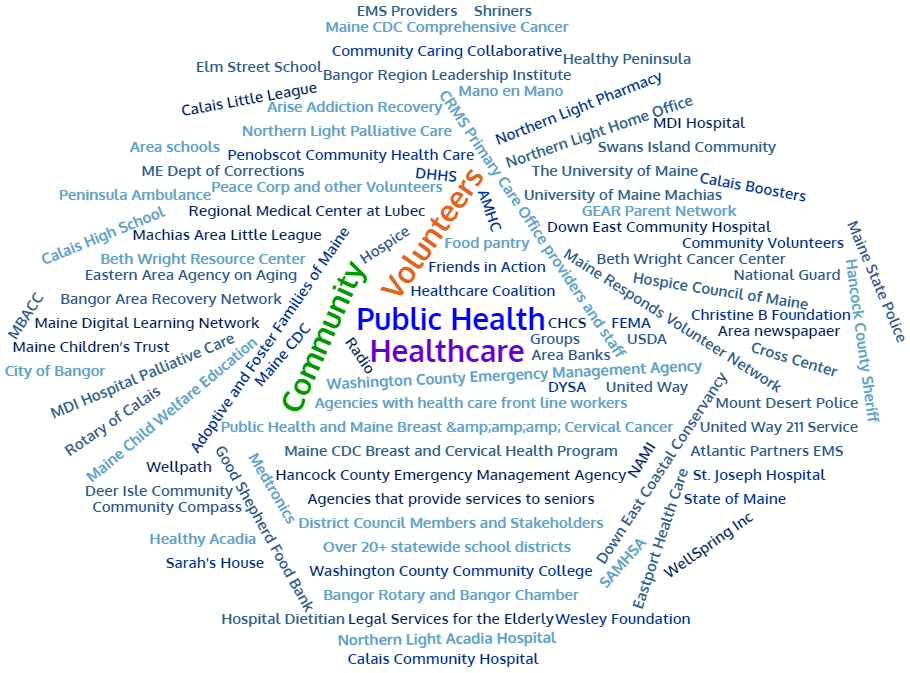 EMS Providers
Shriners
Maine CDC Comprehensive Cancer
Community Caring Collaborative
Healthy Peninsula
Elm Street School
Bangor Region Leadership Institute
Mano en Mano
Northern Light Pharmacy
Calais Little League
Arise Addiction Recovery
CRMS Primary Care Office providers and staff
Northern Light Home Office
MDI Hospital
Northern Light Palliative Care
Area schools
Penobscot Community Health Care
Swans Island Community
ME Dept of Corrections
DHHS
Volunteers
The University of Maine
Calais Boosters
Peninsula Ambulance
Peace Corp and other Volunteers
AMHC
University of Maine Machias
Calais High School
Regional Medical Center at Lubec
GEAR Parent Network
Machias Area Little League
Adoptive and Foster Families of Maine
Hospice
Food pantry
Down East Community Hospital
Community Volunteers
Maine State Police
Beth Wright Resource Center
Friends in Action
Maine Responds Volunteer Network
Beth Wright Cancer Center
Hancock County Sheriff
Eastern Area Agency on Aging
Community
National Guard
Hospice Council of Maine
MBACC
Bangor Area Recovery Network
Healthcare Coalition
Christine B Foundation
Maine Digital Learning Network
Maine CDC
Public Health
CHCS
FEMA
Area newspapaer
Maine Children's Trust
Radio
Healthcare
Groups
USDA
Cross Center
MDI Hospital Palliative Care
Area Banks
City of Bangor
Maine Child Welfare Education
Washington County Emergency Management Agency
DYSA
United Way
Rotary of Calais
Agencies with health care front line workers
Mount Desert Police
Public Health and Maine Breast &amp;amp;amp; Cervical Cancer
Down East Coastal Conservancy
United Way 211 Service
Maine CDC Breast and Cervical Health Program
NAMI
Atlantic Partners EMS
Wellpath
Good Shepherd Food Bank
Medtronics
Hancock County Emergency Management Agency
St. Joseph Hospital
Deer Isle Community
Agencies that provide services to seniors
Eastport Health Care
State of Maine
Community Compass
District Council Members and Stakeholders
WellSpring Inc
Healthy Acadia
Over 20+ statewide school districts
SAMHSA
Sarah's House
Washington County Community College
Bangor Rotary and Bangor Chamber
Hospital Dietitian
Legal Services for the Elderly
Wesley Foundation
Northern Light Acadia Hospital
Calais Community Hospital